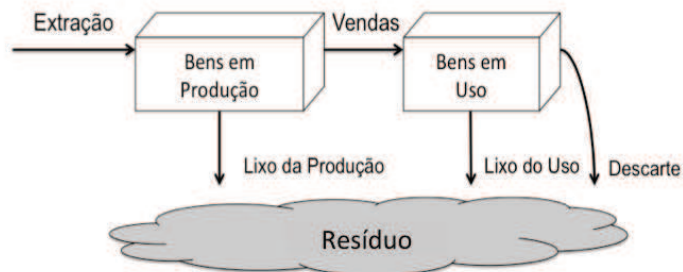 Extração
Vendas
Bens em
Produção
Bens em
Uso
Lixo da Produção
Lixo do Uso
Descarte
Resíduo